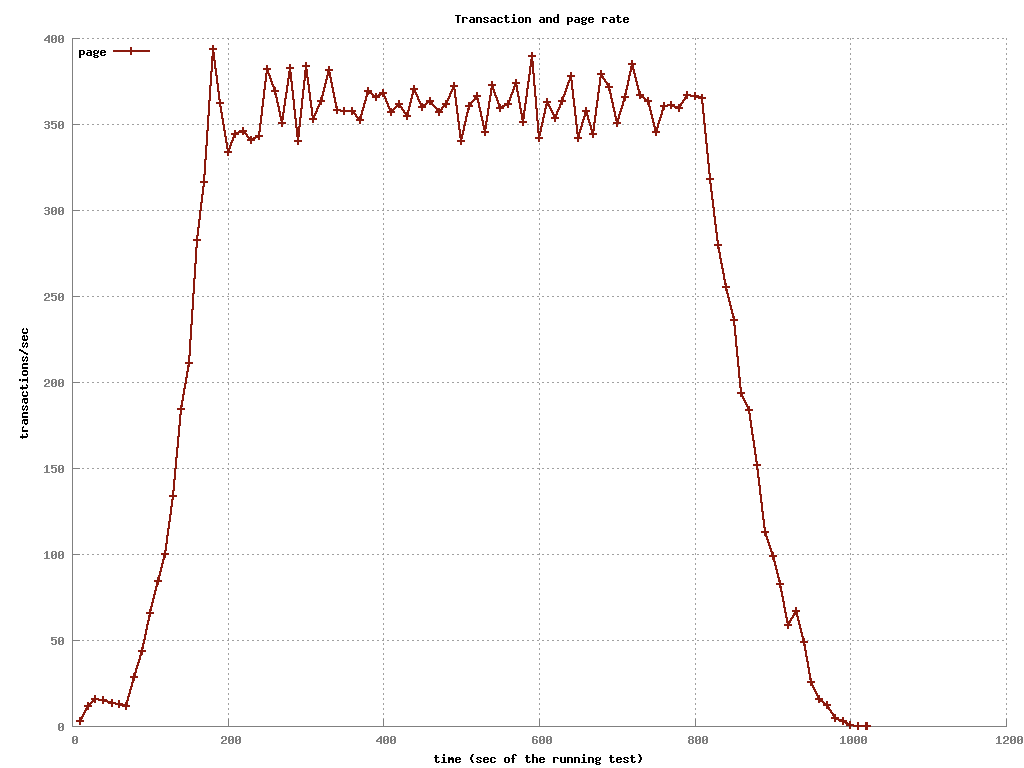 Transaction and page rate
page
400
350
300
250
200
150
100
50
0
transactions/sec
0 200 400 600 800 1000 1200
time (sec of the running test)